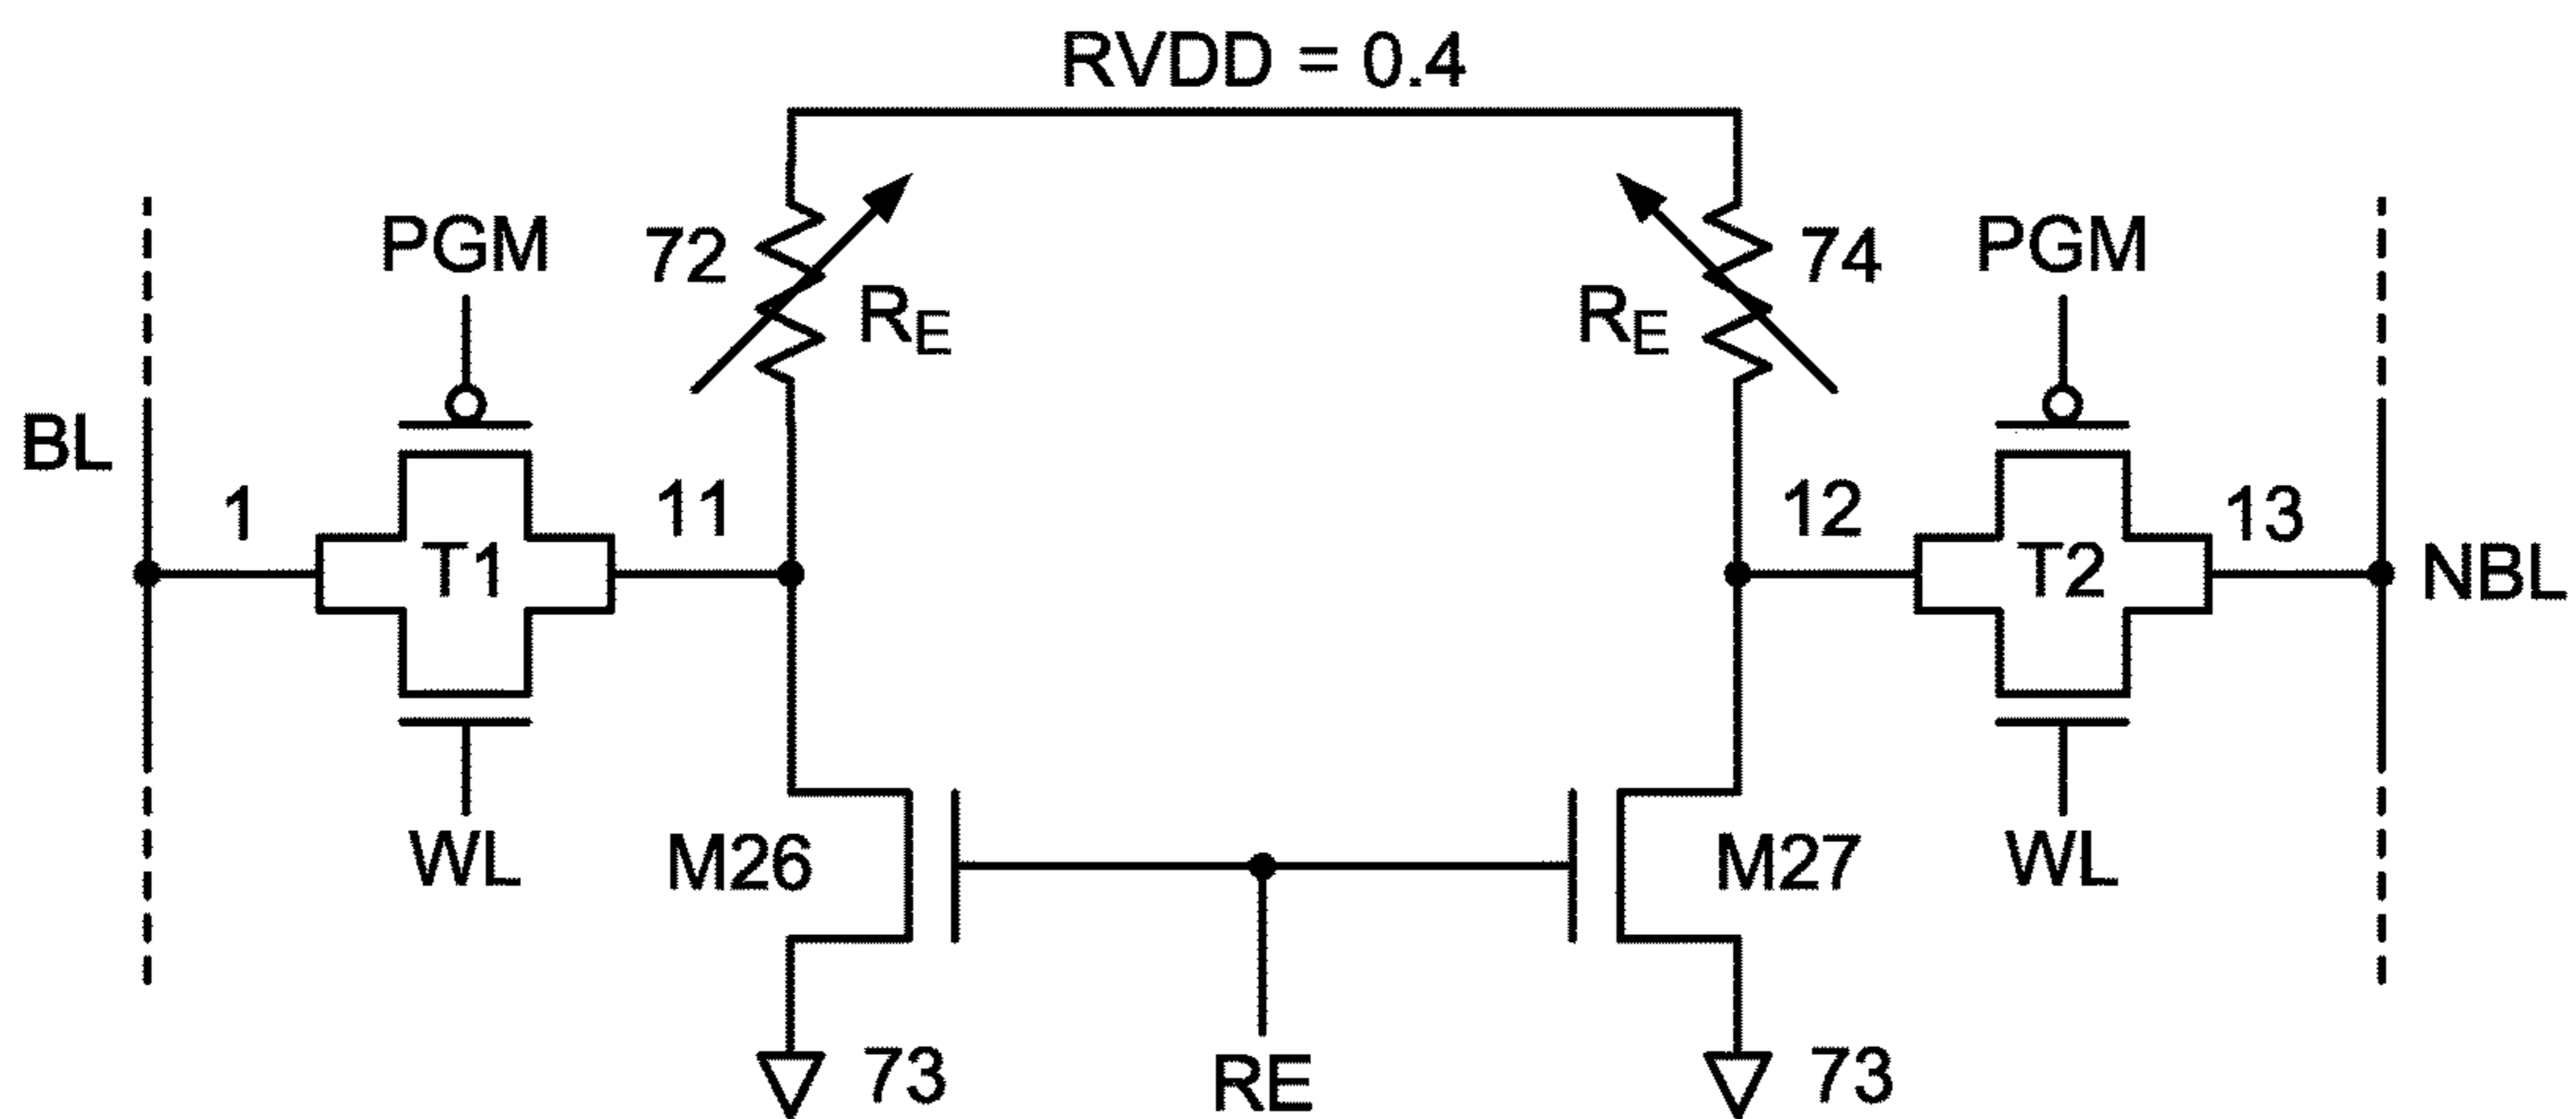 RVDD = 0.4
PGM
72
RE
RE
74
PGM
BL
1
T1
11
12
T2
13
NBL
WL
M26
M27
WL
73
RE
73